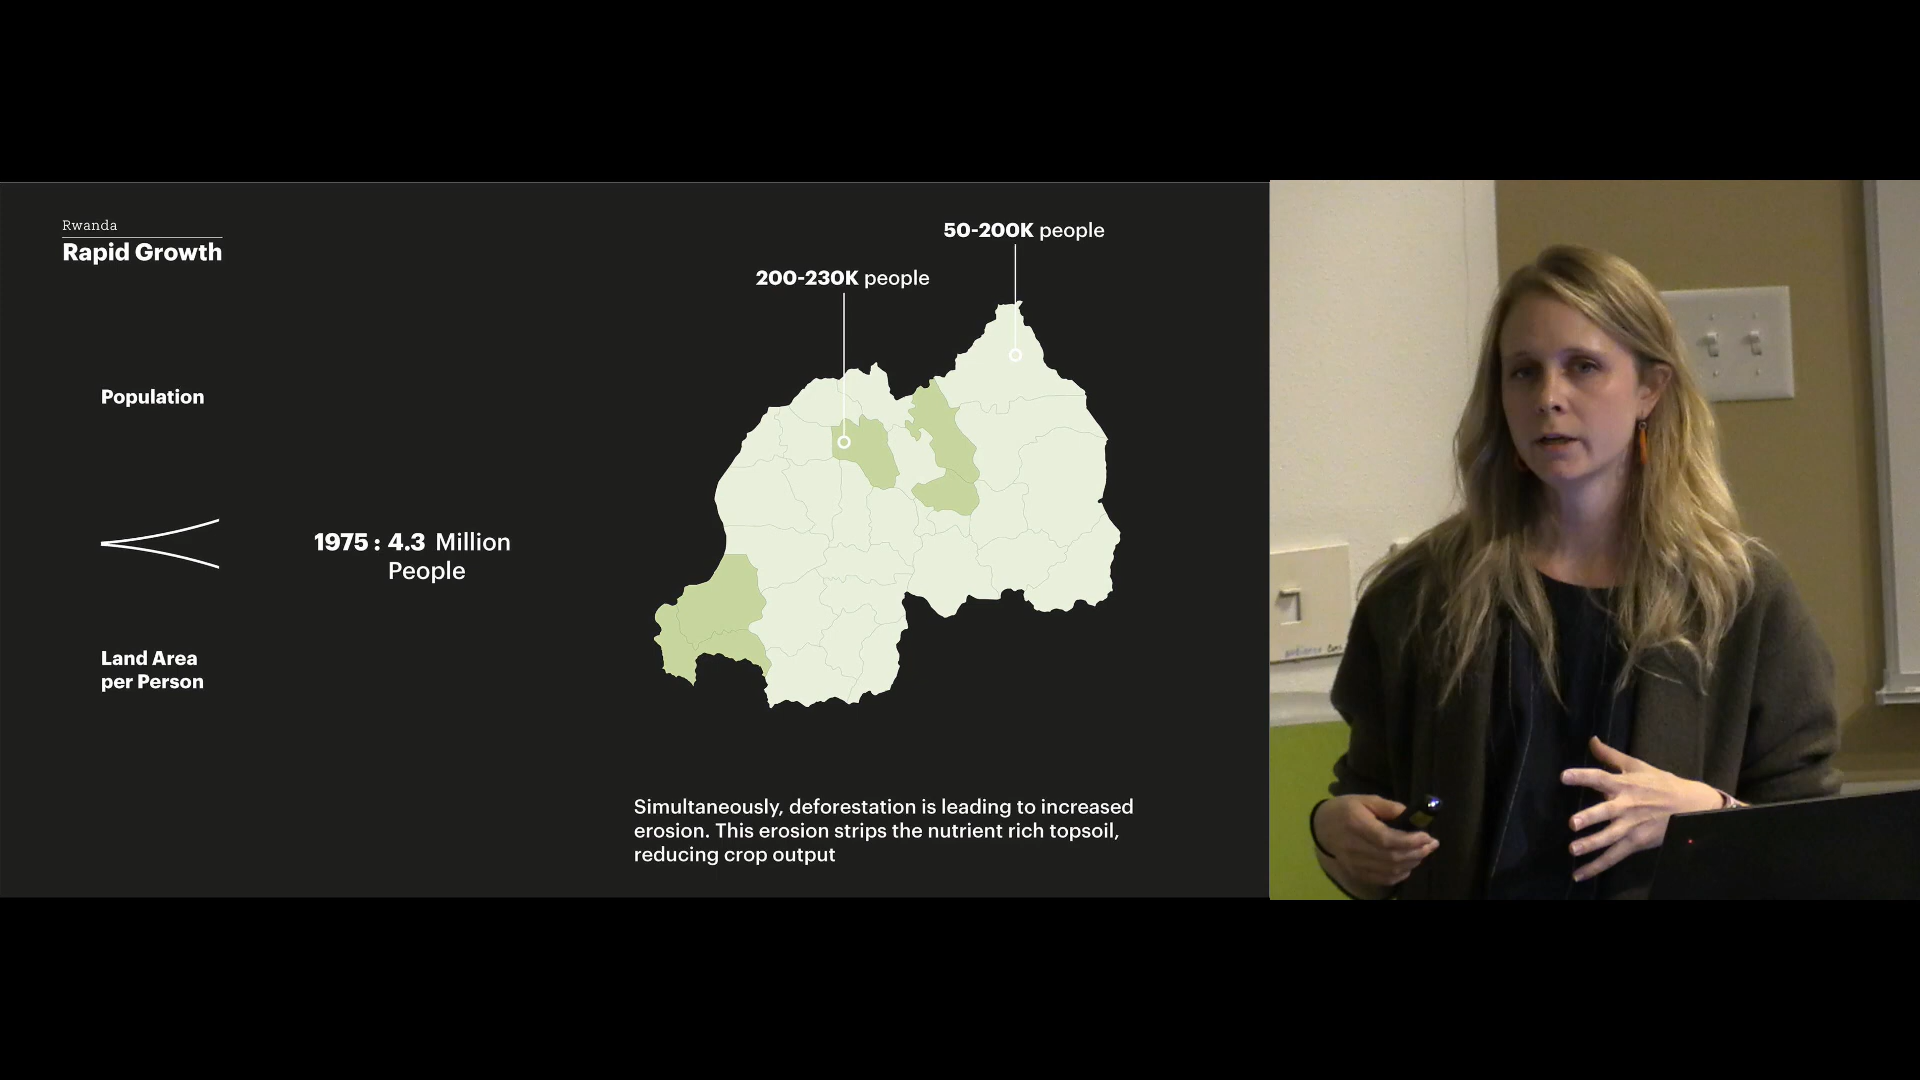 Rwanda
Rapid Growth
50-200K people
200-230K people
Population
1975 : 4.3 Million
People
Land Area
per Person
Simultaneously, deforestation is leading to increased
erosion. This erosion strips the nutrient rich topsoil,
reducing crop output